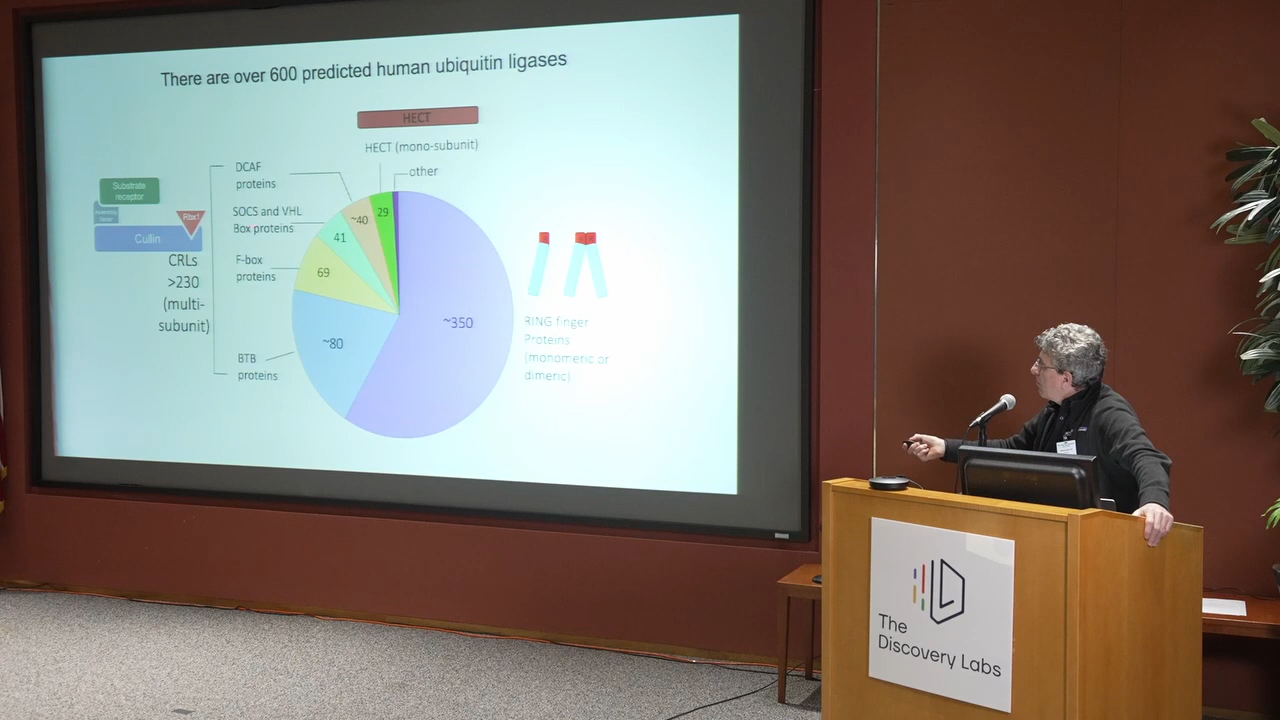 There are over 600 predicted human ubiquitin ligases
HECT
HECT (mono-subunit)
other
DCAF
proteins
SOCS and VHL
Box proteins
F-box
proteins
BTB
proteins
Substrate
receptor
Rbx1
Cullin
CRLs
>230
(multi-
subunit)
29
~40
41
69
~80
~350
RING finger
Proteins
(monomeric or
dimeric)
The
Discovery Labs